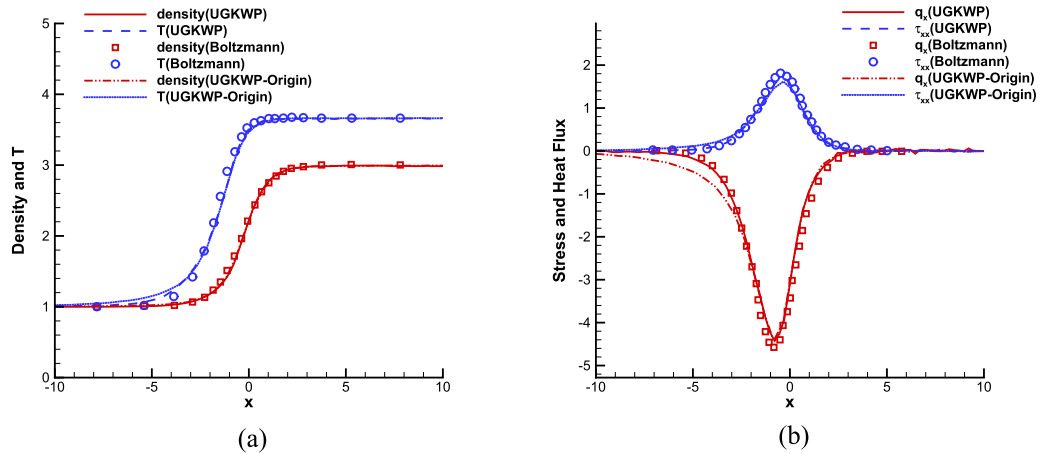 density(UGKWP)
T(UGKWP)
density(Boltzmann)
T(Boltzmann)
density(UGKWP-Origin)
T(UGKWP-Origin)
Density and T
5
4
3
2
1
0
-10
-5
0
5
10
x
(a)
qx(UGKWP)
τxx(UGKWP)
qx(Boltzmann)
τxx(Boltzmann)
qx(UGKWP-Origin)
τxx(UGKWP-Origin)
Stress and Heat Flux
2
1
0
-1
-2
-3
-4
-5
-10
-5
0
5
10
x
(b)